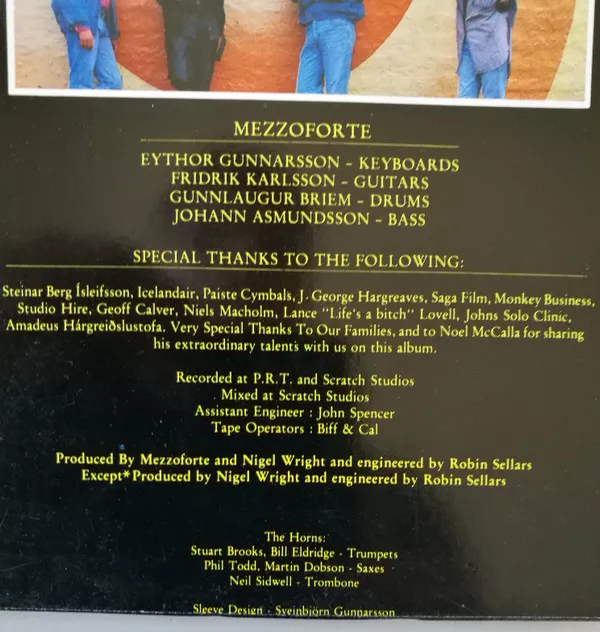 MEZZOFORTE
EYTHOR GUNNARSSON – KEYBOARDS
FRIDRIK KARLSSON – GUITARS
GUNNLAUGUR BRIEM – DRUMS
JOHANN ASMUNDSSON – BASS
SPECIAL THANKS TO THE FOLLOWING:
Steinar Berg Ísleifsson, Icelandair, Paiste Cymbals, J. George Hargreaves, Saga Film, Monkey Business,
Studio Hire, Geoff Calver, Niels Macholm, Lance "Life's a bitch" Lovell, Johns Solo Clinic,
Amadeus Hárgreiðslustofa. Very Special Thanks To Our Families, and to Noel McCalla for sharing
his extraordinary talents with us on this album.
Recorded at P.R.T. and Scratch Studios
Mixed at Scratch Studios
Assistant Engineer : John Spencer
Tape Operators : Biff & Cal
Produced By Mezzoforte and Nigel Wright and engineered by Robin Sellars
Except*Produced by Nigel Wright and engineered by Robin Sellars
The Horns:
Stuart Brooks, Bill Eldridge - Trumpets
Phil Todd, Martin Dobson - Saxes
Neil Sidwell - Trombone
Sleeve Design - Sveinbjörn Gunnarsson